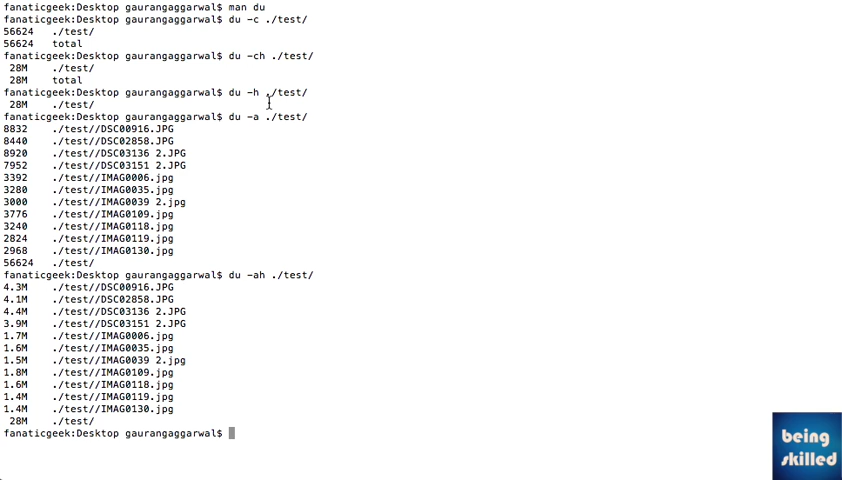 fanaticgeek:Desktop gaurangaggarwal$ man du
fanaticgeek:Desktop gaurangaggarwal$ du -c ./test/
56624 ./test/
56624 total
fanaticgeek:Desktop gaurangaggarwal$ du -ch ./test/
28M ./test/
28M total
fanaticgeek:Desktop gaurangaggarwal$ du -h ./test/
28M ./test/
fanaticgeek:Desktop gaurangaggarwal$ du -a ./test/
8832 ./test//DSC00916.JPG
8440 ./test//DSC02858.JPG
8920 ./test//DSC03136 2.JPG
7952 ./test//DSC03151 2.JPG
3392 ./test//IMAG0006.jpg
3280 ./test//IMAG0035.jpg
3000 ./test//IMAG0039 2.jpg
3776 ./test//IMAG0109.jpg
3240 ./test//IMAG0118.jpg
2824 ./test//IMAG0119.jpg
2968 ./test//IMAG0130.jpg
56624 ./test/
fanaticgeek:Desktop gaurangaggarwal$ du -ah ./test/
4.3M ./test//DSC00916.JPG
4.1M ./test//DSC02858.JPG
4.4M ./test//DSC03136 2.JPG
3.9M ./test//DSC03151 2.JPG
1.7M ./test//IMAG0006.jpg
1.6M ./test//IMAG0035.jpg
1.5M ./test//IMAG0039 2.jpg
1.8M ./test//IMAG0109.jpg
1.6M ./test//IMAG0118.jpg
1.4M ./test//IMAG0119.jpg
1.4M ./test//IMAG0130.jpg
28M ./test/
fanaticgeek:Desktop gaurangaggarwal$
being
skilled